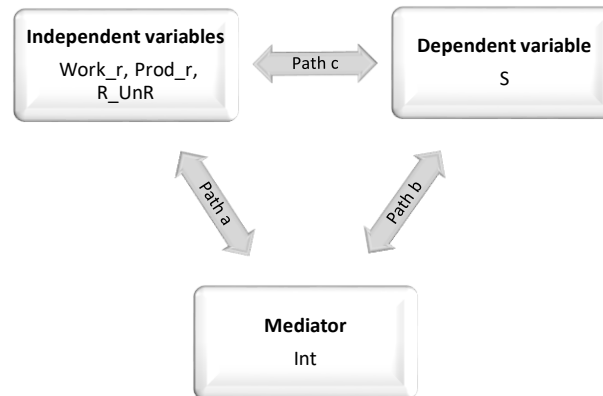 Independent variables
Work_r, Prod_r,
R_UnR
Path c
Dependent variable
S
Path a
Path b
Mediator
Int